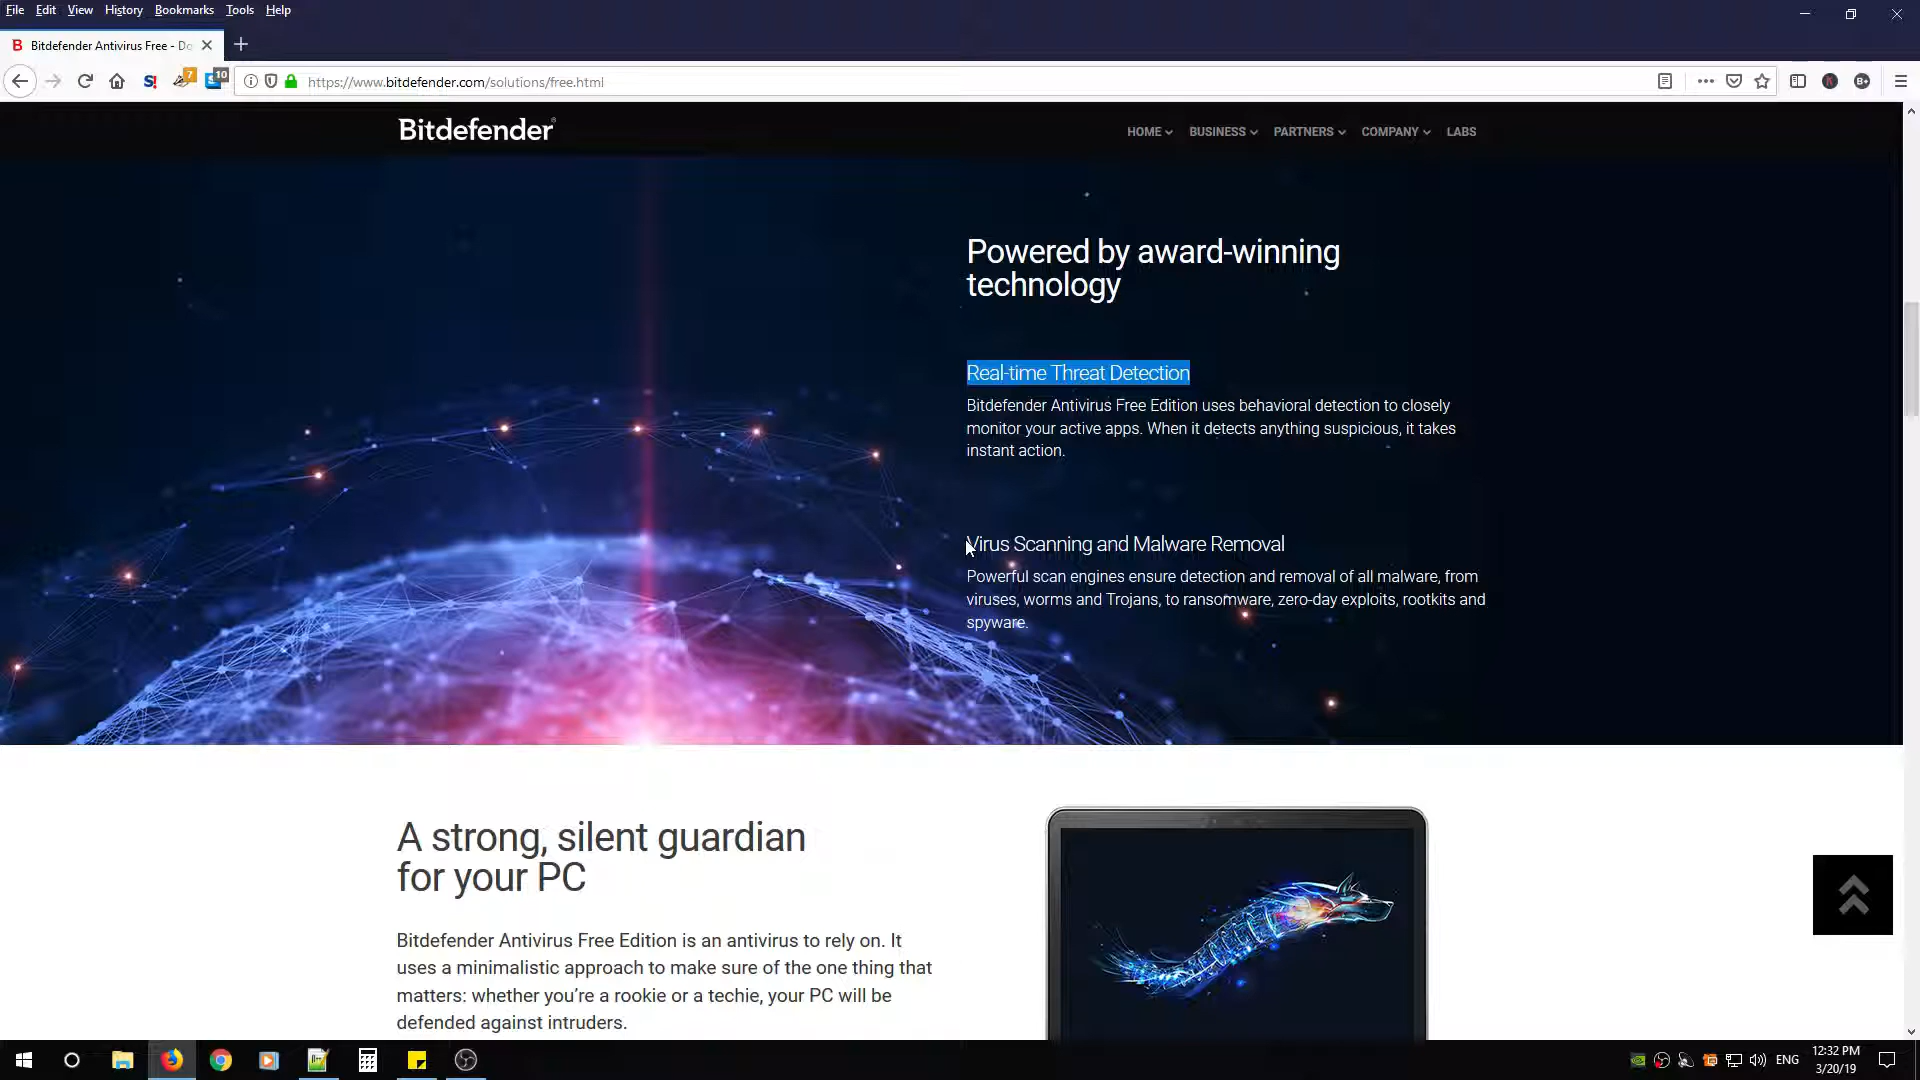 File Edit View History Bookmarks Tools Help
B Bitdefender Antivirus Free - Do
S! 7 10 https://www.bitdefender.com/solutions/free.html B+
Bitdefender®
HOME BUSINESS PARTNERS COMPANY LABS
Powered by award-winning
technology
Real-time Threat Detection
Bitdefender Antivirus Free Edition uses behavioral detection to closely
monitor your active apps. When it detects anything suspicious, it takes
instant action.
Virus Scanning and Malware Removal
Powerful scan engines ensure detection and removal of all malware, from
viruses, worms and Trojans, to ransomware, zero-day exploits, rootkits and
spyware.
A strong, silent guardian
for your PC
Bitdefender Antivirus Free Edition is an antivirus to rely on. It
uses a minimalistic approach to make sure of the one thing that
matters: whether you’re a rookie or a techie, your PC will be
defended against intruders.
ENG
12:32 PM
3/20/19